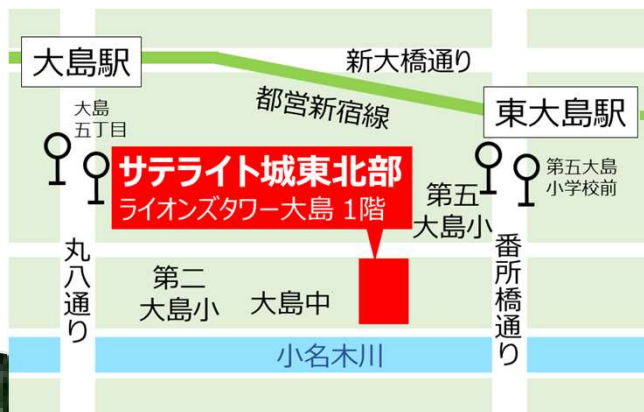 大島駅
新大橋通り
都営新宿線
東大島駅
大島
五丁目
サテライト城東北部
ライオンズタワー大島 1階
第五
大島小
第五大島
小学校前
丸八通り
第二
大島小
大島中
番所橋通り
小名木川